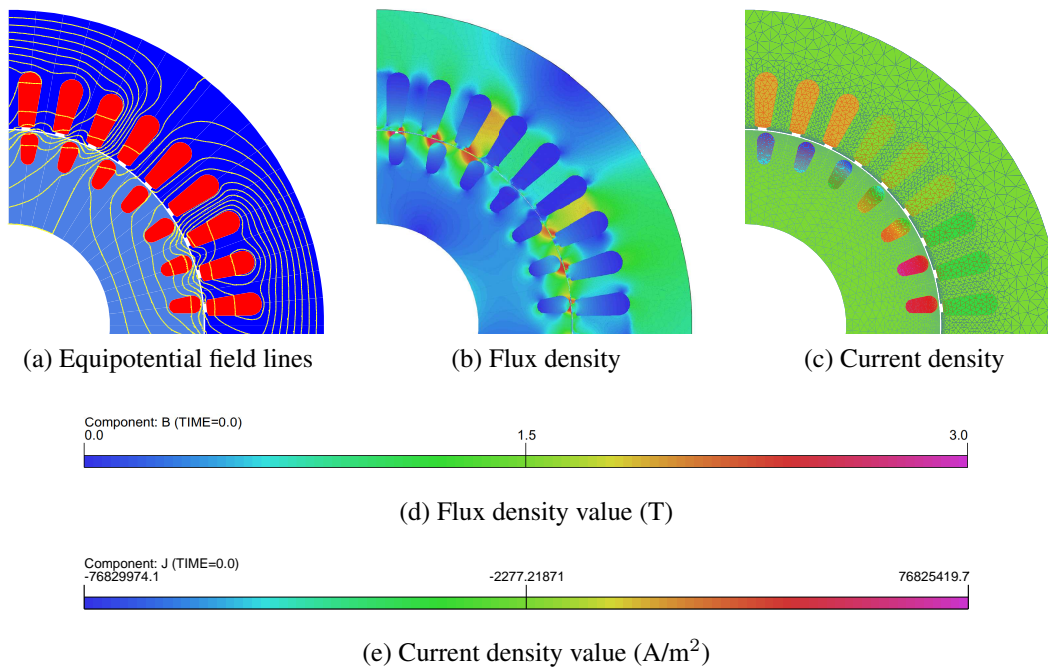 (a) Equipotential field lines
(b) Flux density
(c) Current density
Component: B (TIME=0.0)
0.0 1.5 3.0
(d) Flux density value (T)
Component: J (TIME=0.0)
-76829974.1 -2277.21871 76825419.7
(e) Current density value (A/m²)